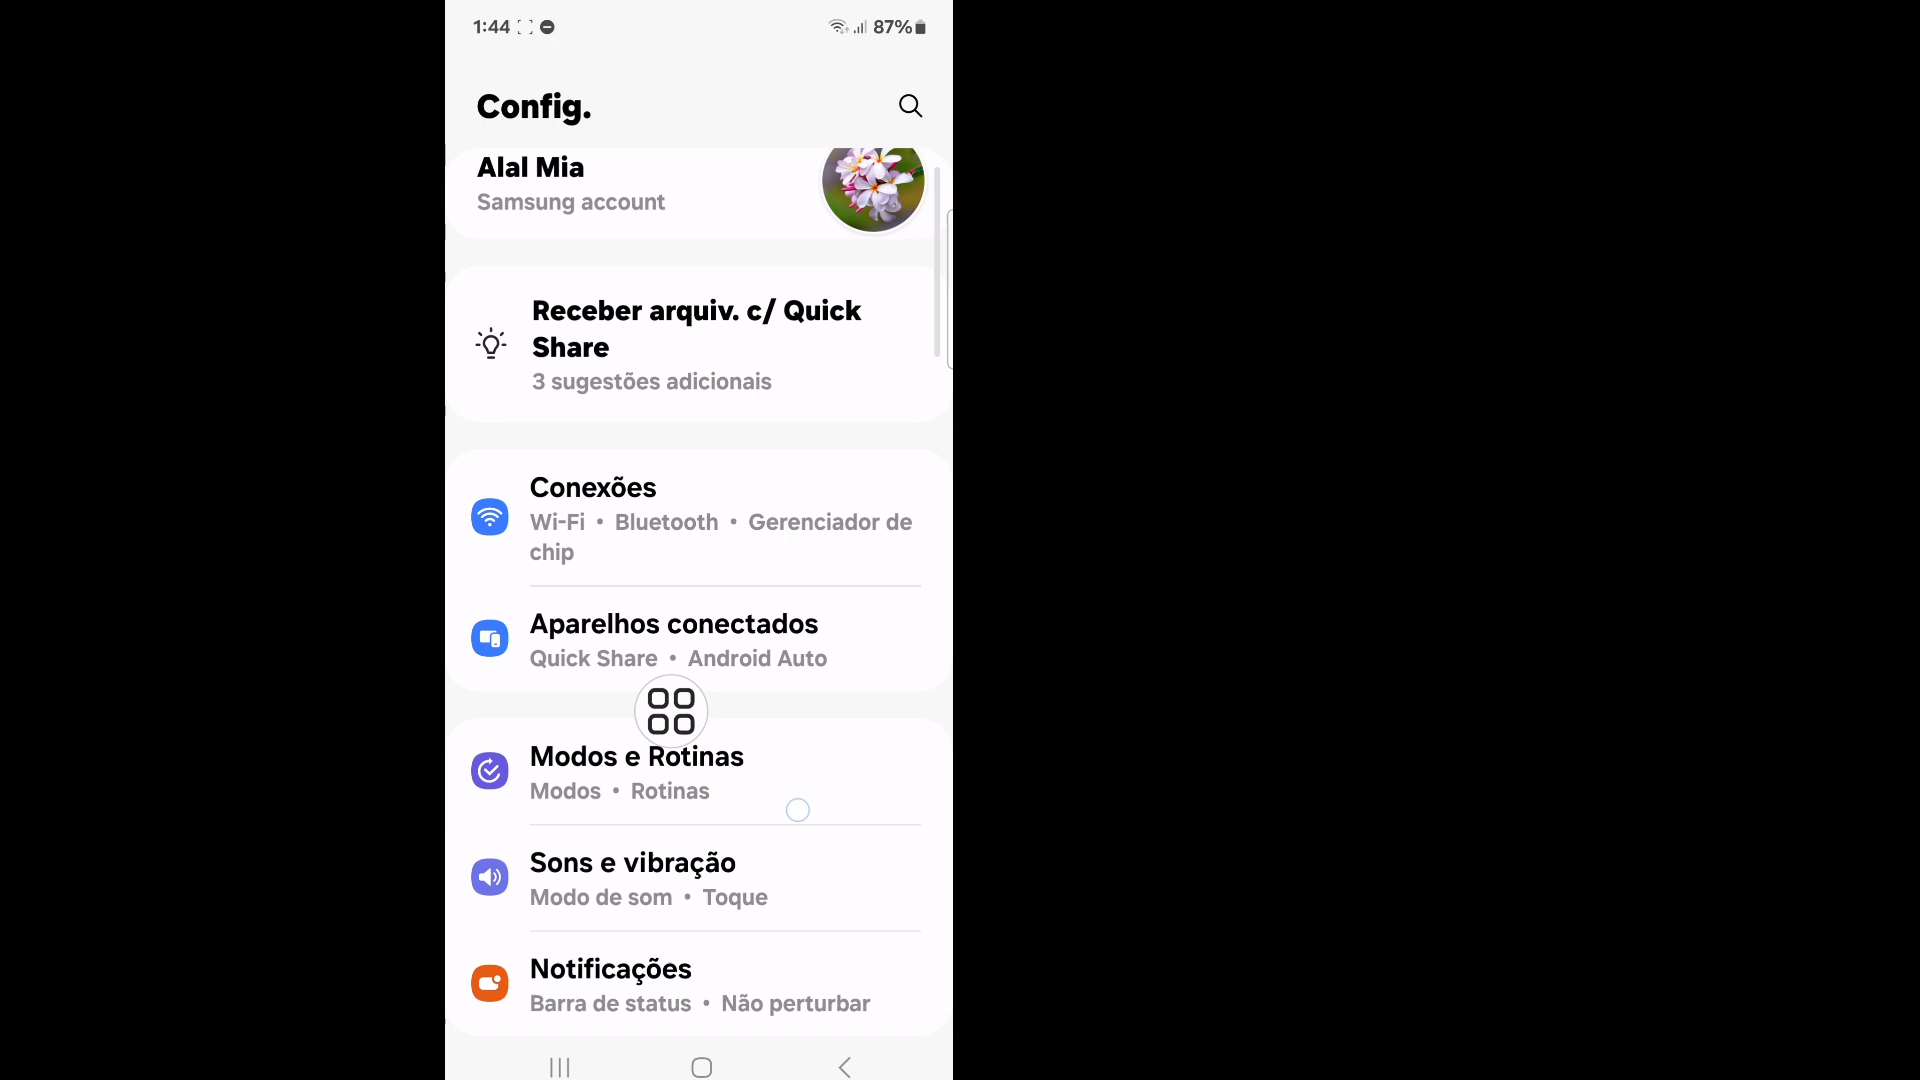 1:44
87%
Config.
Alal Mia
Samsung account
Receber arquiv. c/ Quick
Share
3 sugestões adicionais
Conexões
Wi-Fi • Bluetooth • Gerenciador de
chip
Aparelhos conectados
Quick Share • Android Auto
Modos e Rotinas
Modos • Rotinas
Sons e vibração
Modo de som • Toque
Notificações
Barra de status • Não perturbar